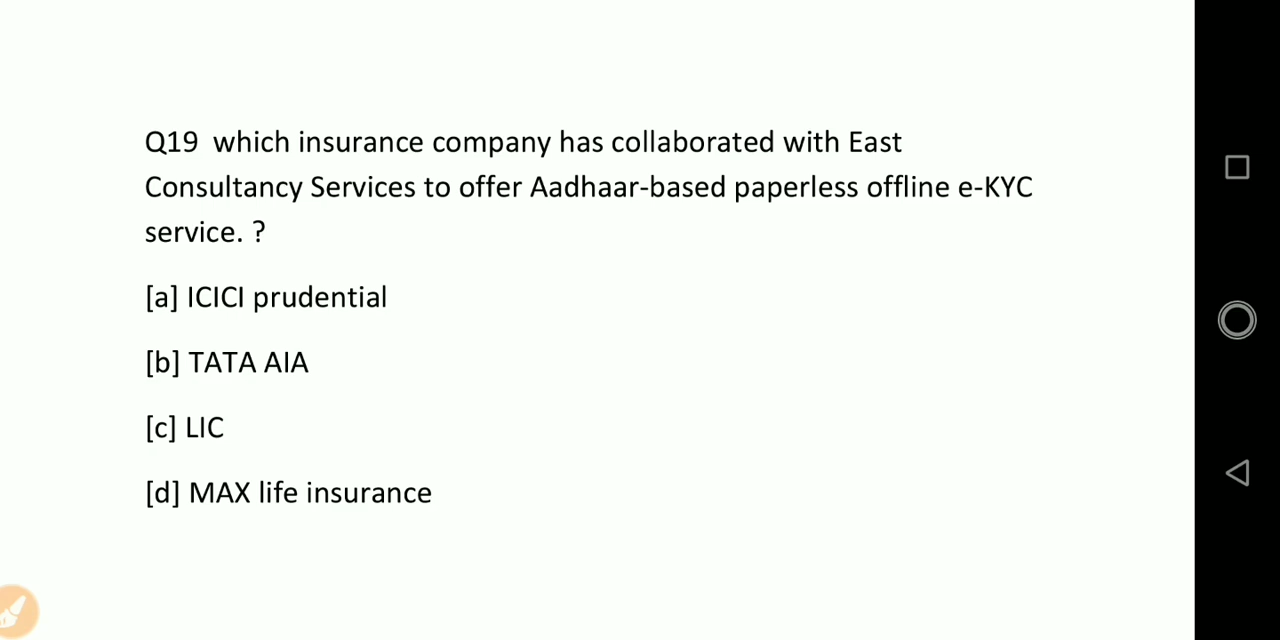 Q19 which insurance company has collaborated with East
Consultancy Services to offer Aadhaar-based paperless offline e-KYC
service. ?
[a] ICICI prudential
[b] TATA AIA
[c] LIC
[d] MAX life insurance